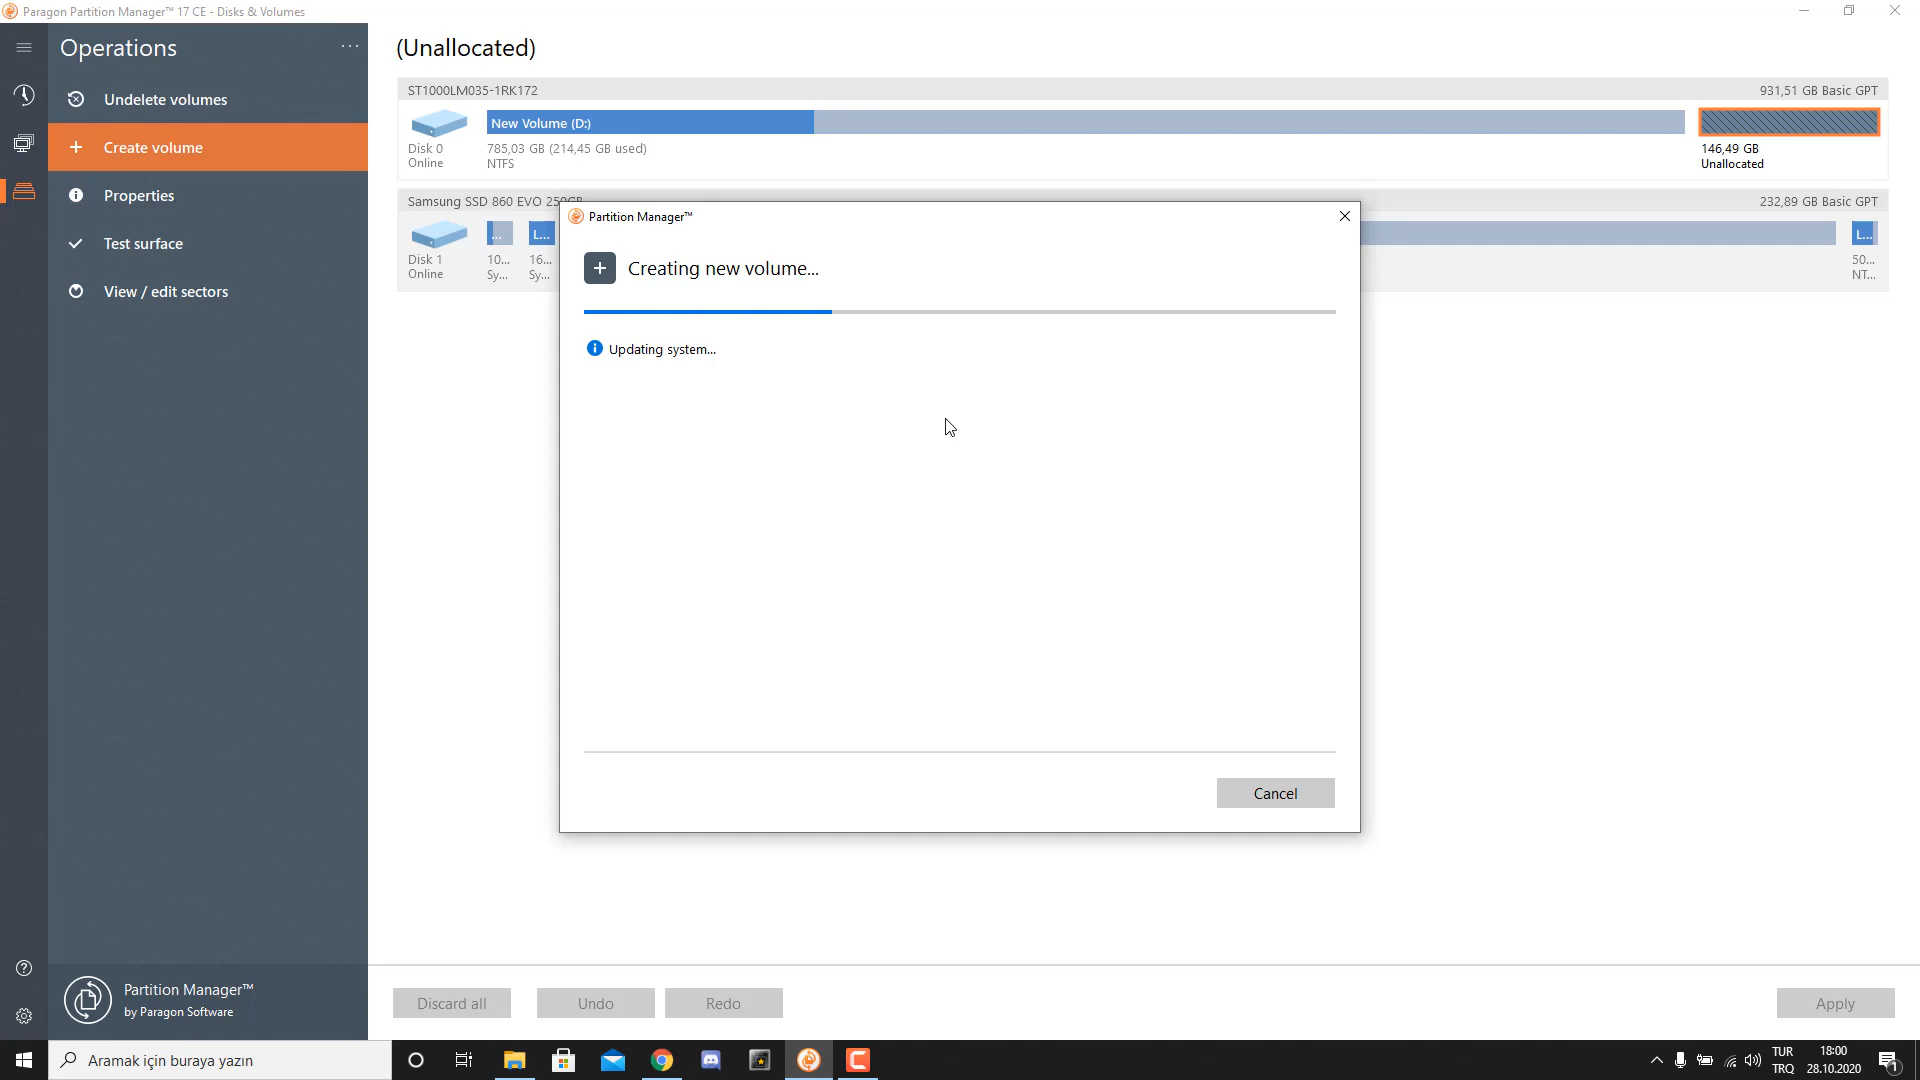 Paragon Partition Manager™ 17 CE - Disks & Volumes
Operations
...
Undelete volumes
Create volume
Properties
Test surface
View / edit sectors
Partition Manager™
by Paragon Software
(Unallocated)
ST1000LM035-1RK172
931,51 GB Basic GPT
New Volume (D:)
Disk 0
Online
785,03 GB (214,45 GB used)
NTFS
146,49 GB
Unallocated
Samsung SSD 860 EVO 250GB
232,89 GB Basic GPT
...
L...
L...
Disk 1
Online
10...
Sy...
16...
Sy...
50...
NT...
Partition Manager™
Creating new volume...
Updating system...
Cancel
Discard all
Undo
Redo
Apply
Aramak için buraya yazın
TUR
TRQ
18:00
28.10.2020
1